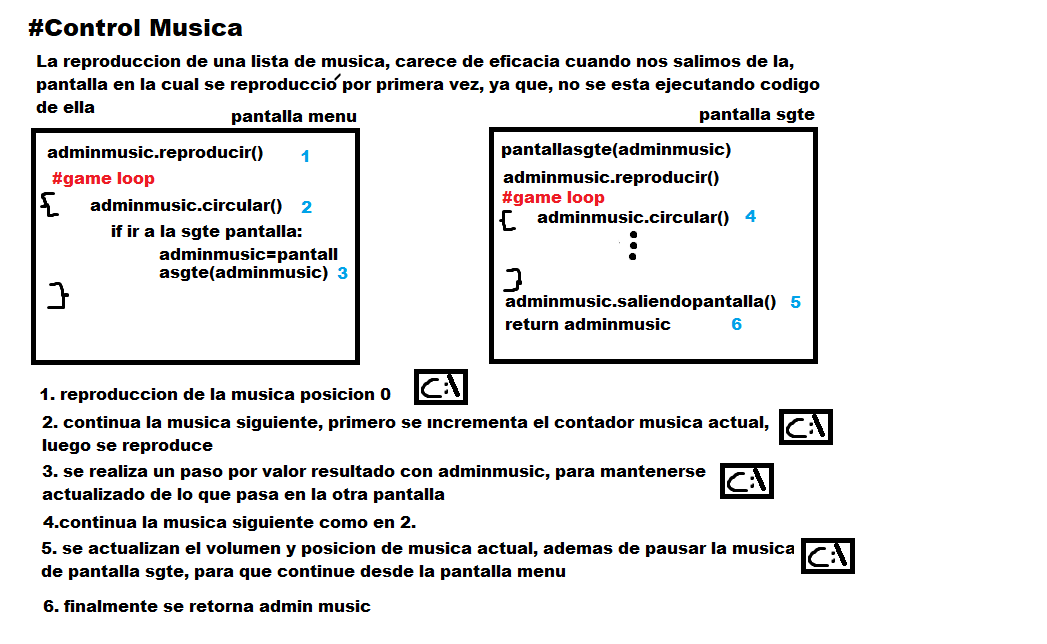 #Control Musica
La reproduccion de una lista de musica, carece de eficacia cuando nos salimos de la,
pantalla en la cual se reproduccio por primera vez, ya que, no se esta ejecutando codigo
de ella
pantalla menu
adminmusic.reproducir() 1
#game loop
{ adminmusic.circular() 2
if ir a la sgte pantalla:
adminmusic=pantall
asgte(adminmusic) 3
}
pantalla sgte
pantallasgte(adminmusic)
adminmusic.reproducir()
#game loop
{ adminmusic.circular() 4
}
adminmusic.saliendopantalla() 5
return adminmusic 6
1. reproduccion de la musica posicion 0 C:\
2. continua la musica siguiente, primero se incrementa el contador musica actual, C:\
luego se reproduce
3. se realiza un paso por valor resultado con adminmusic, para mantenerse C:\
actualizado de lo que pasa en la otra pantalla
4.continua la musica siguiente como en 2.
5. se actualizan el volumen y posicion de musica actual, ademas de pausar la musica C:\
de pantalla sgte, para que continue desde la pantalla menu
6. finalmente se retorna admin music